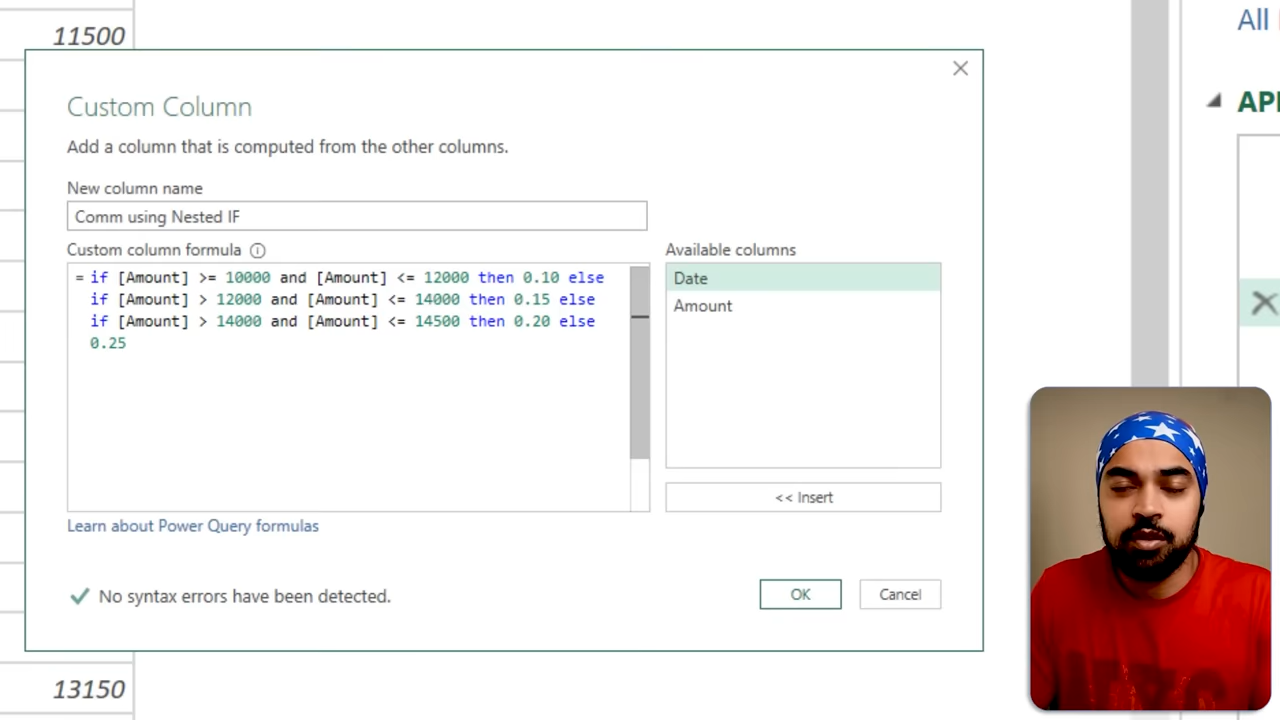 11500
All
Custom Column
Add a column that is computed from the other columns.
New column name
Comm using Nested IF
Custom column formula
Available columns
= if [Amount] >= 10000 and [Amount] <= 12000 then 0.10 else
if [Amount] > 12000 and [Amount] <= 14000 then 0.15 else
if [Amount] > 14000 and [Amount] <= 14500 then 0.20 else
0.25
Date
Amount
<< Insert
Learn about Power Query formulas
No syntax errors have been detected.
OK
Cancel
13150